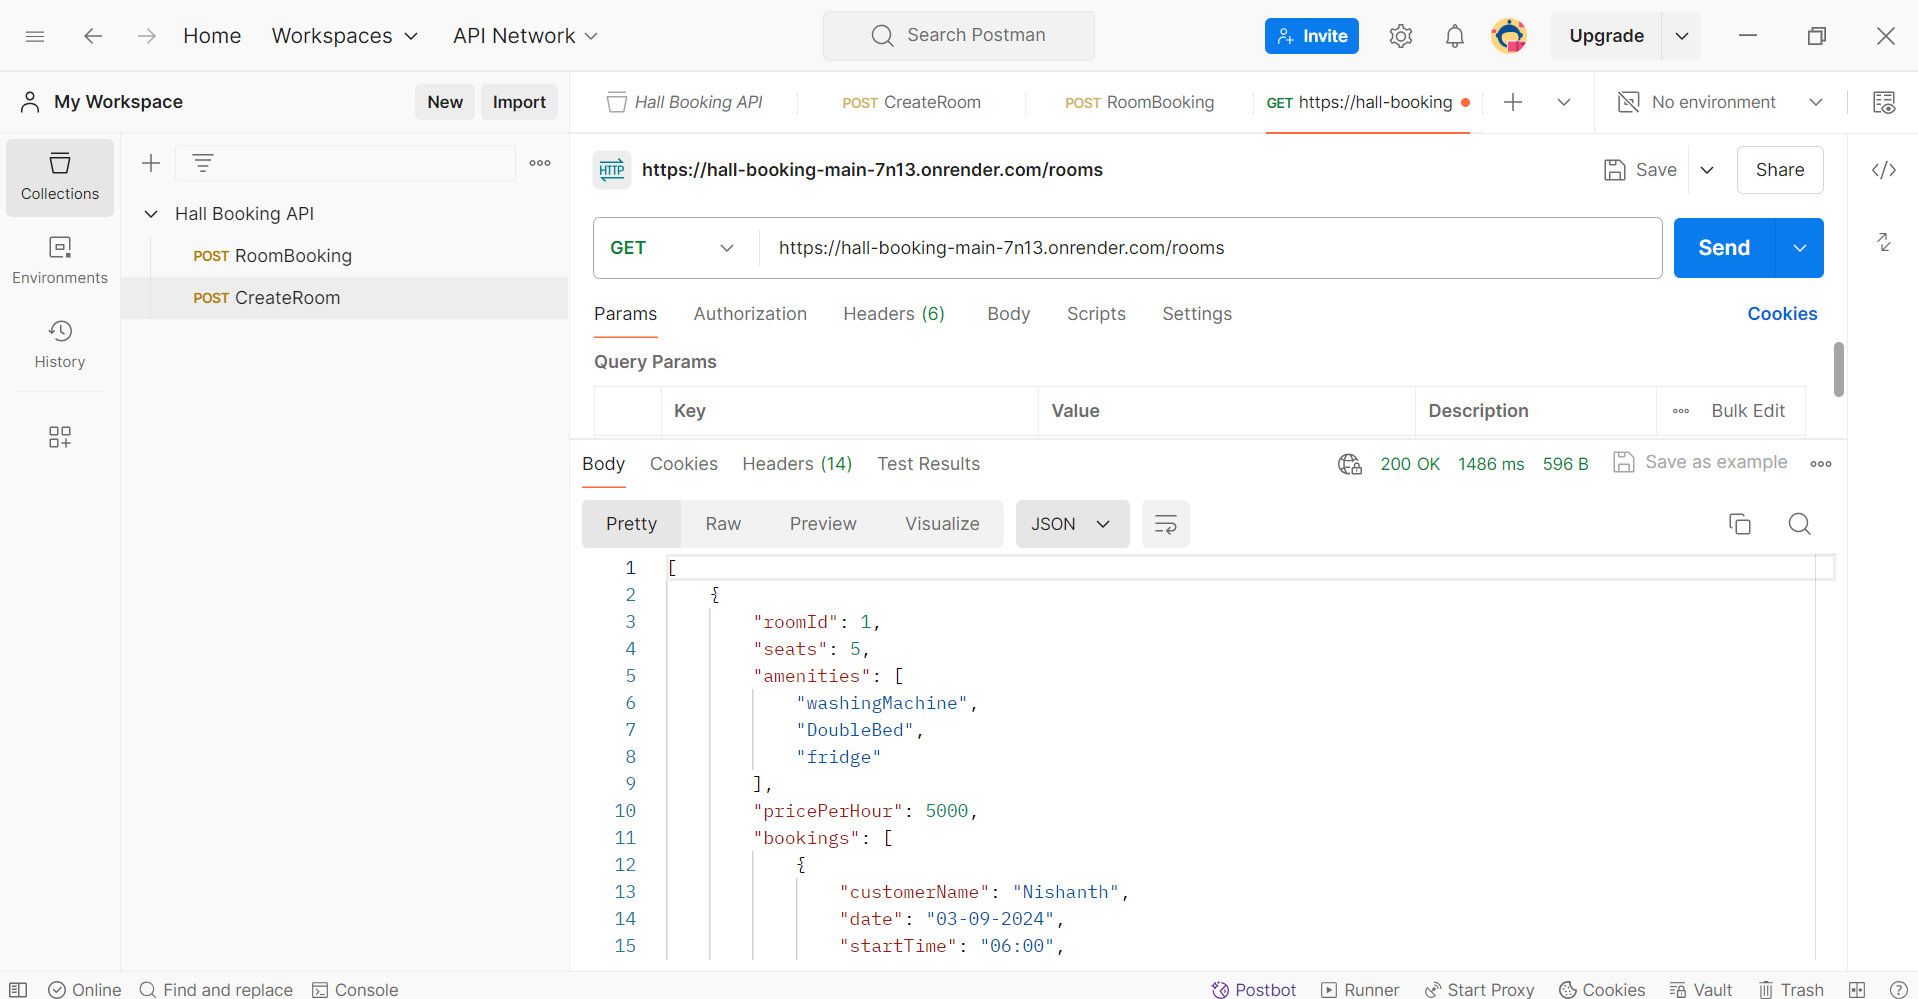 Home Workspaces API Network Search Postman Invite Upgrade
My Workspace New Import Hall Booking API POST CreateRoom POST RoomBooking GET https://hall-booking No environment
Collections
Environments
History
Hall Booking API
POST RoomBooking
POST CreateRoom
HTTP https://hall-booking-main-7n13.onrender.com/rooms Save Share
GET https://hall-booking-main-7n13.onrender.com/rooms Send
Params Authorization Headers (6) Body Scripts Settings Cookies
Query Params
Key Value Description Bulk Edit
Body Cookies Headers (14) Test Results 200 OK 1486 ms 596 B Save as example
Pretty Raw Preview Visualize JSON
1 [
2 {
3 "roomId": 1,
4 "seats": 5,
5 "amenities": [
6 "washingMachine",
7 "DoubleBed",
8 "fridge"
9 ],
10 "pricePerHour": 5000,
11 "bookings": [
12 {
13 "customerName": "Nishanth",
14 "date": "03-09-2024",
15 "startTime": "06:00",
Online Find and replace Console Postbot Runner Start Proxy Cookies Vault Trash